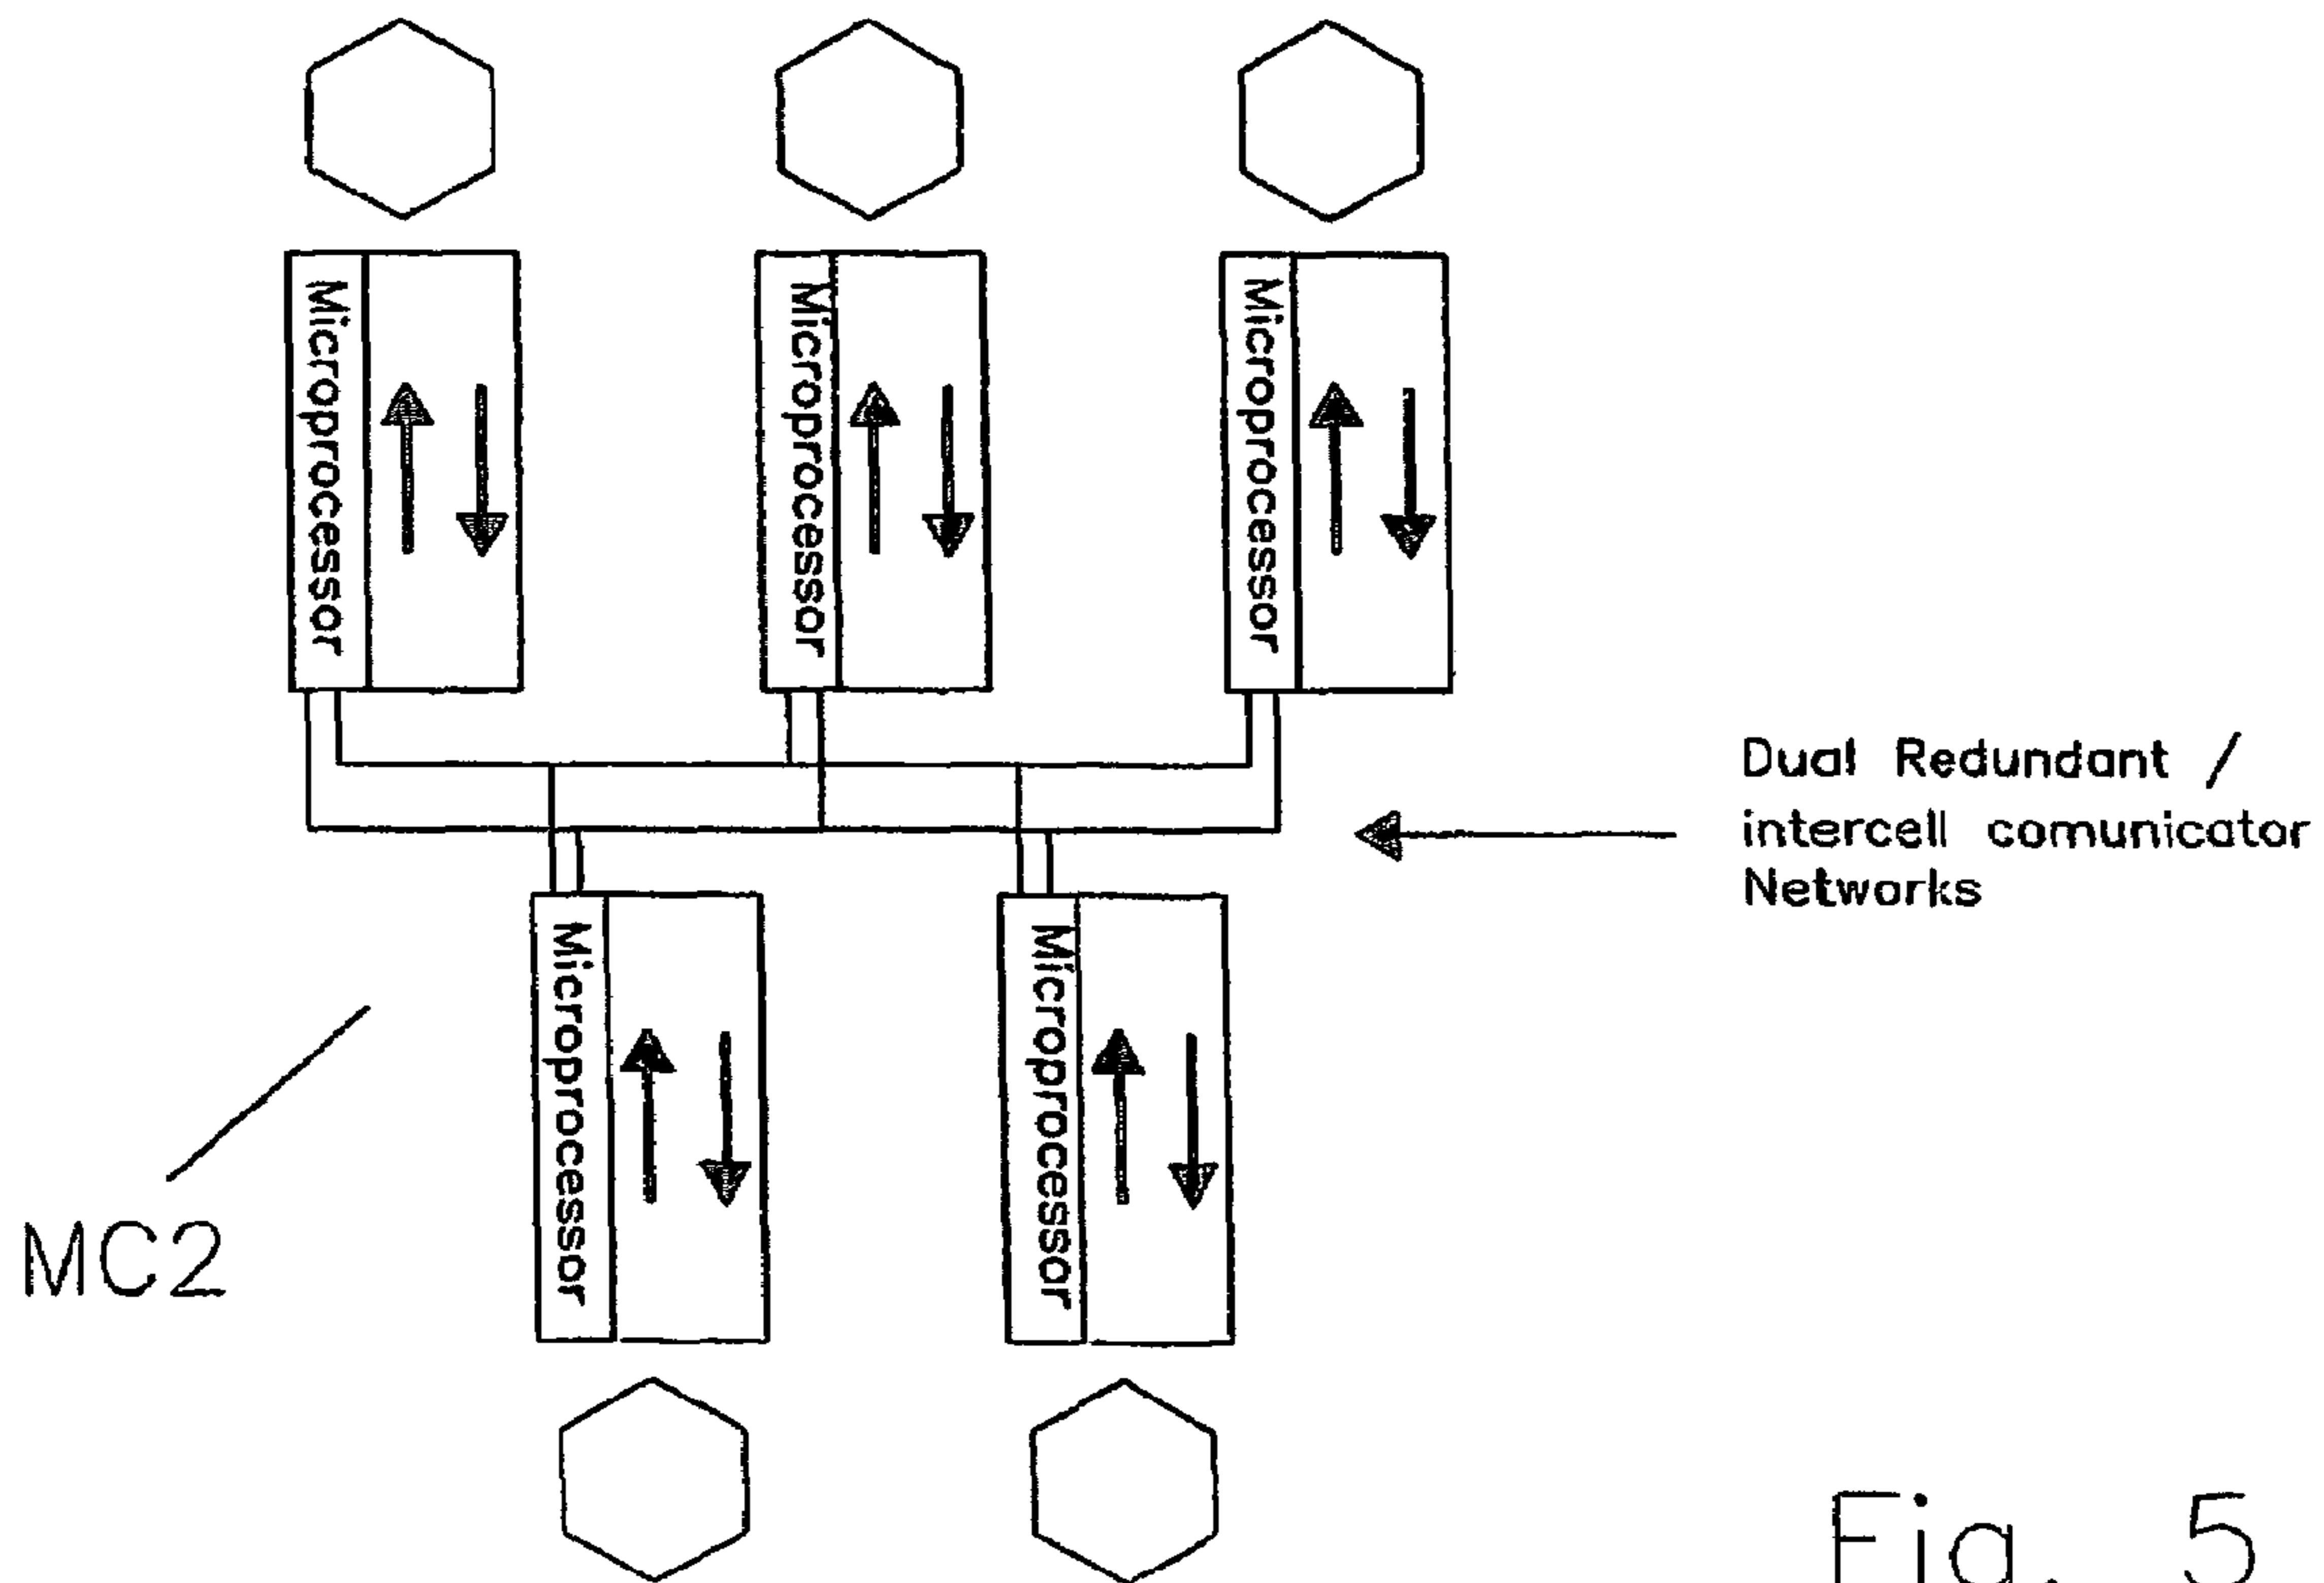 Microprocessor
Microprocessor
Microprocessor
Dual Redundant /
intercell comunicator
Networks
Microprocessor
Microprocessor
MC2
Fig. 5